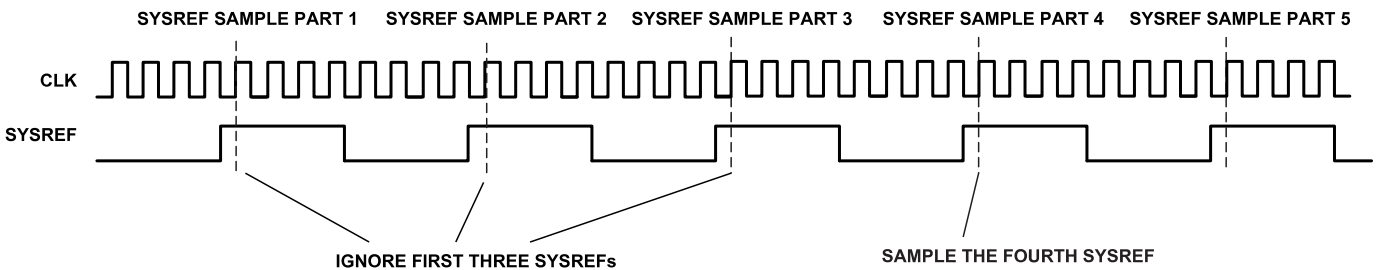 SYSREF SAMPLE PART 1 SYSREF SAMPLE PART 2 SYSREF SAMPLE PART 3 SYSREF SAMPLE PART 4 SYSREF SAMPLE PART 5
CLK
SYSREF
IGNORE FIRST THREE SYSREFs
SAMPLE THE FOURTH SYSREF